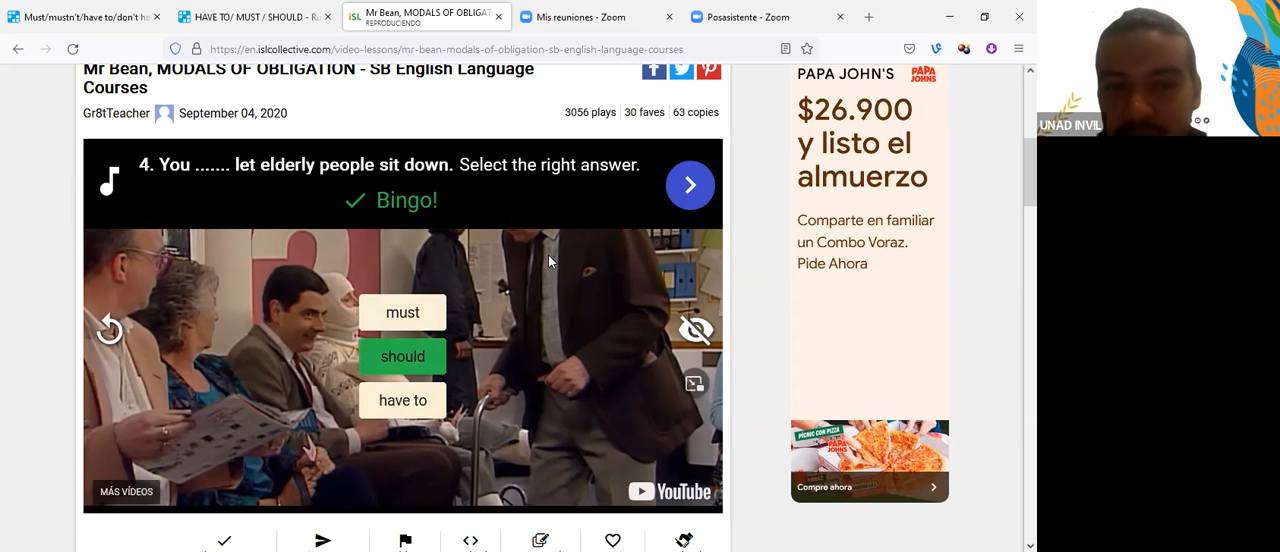 Must/mustn't/have to/don't ha
HAVE TO/ MUST / SHOULD - Ru
Mr Bean, MODALS OF OBLIGAT
REPRODUCIENDO
Mis reuniones - Zoom
Posasistente - Zoom
https://en.islcollective.com/video-lessons/mr-bean-modals-of-obligation-sb-english-language-courses
Mr Bean, MODALS OF OBLIGATION - SB English Language
Courses
Gr8tTeacher September 04, 2020 3056 plays 30 faves 63 copies
4. You ....... let elderly people sit down. Select the right answer.
Bingo!
must
should
have to
MÁS VÍDEOS
YouTube
PAPA JOHN'S
PAPA JOHNS
$26.900
y listo el
almuerzo
Comparte en familiar
un Combo Voraz.
Pide Ahora
PÍCNIC CON PIZZA
PAPA JOHNS
Compre ahora
UNAD INVIL